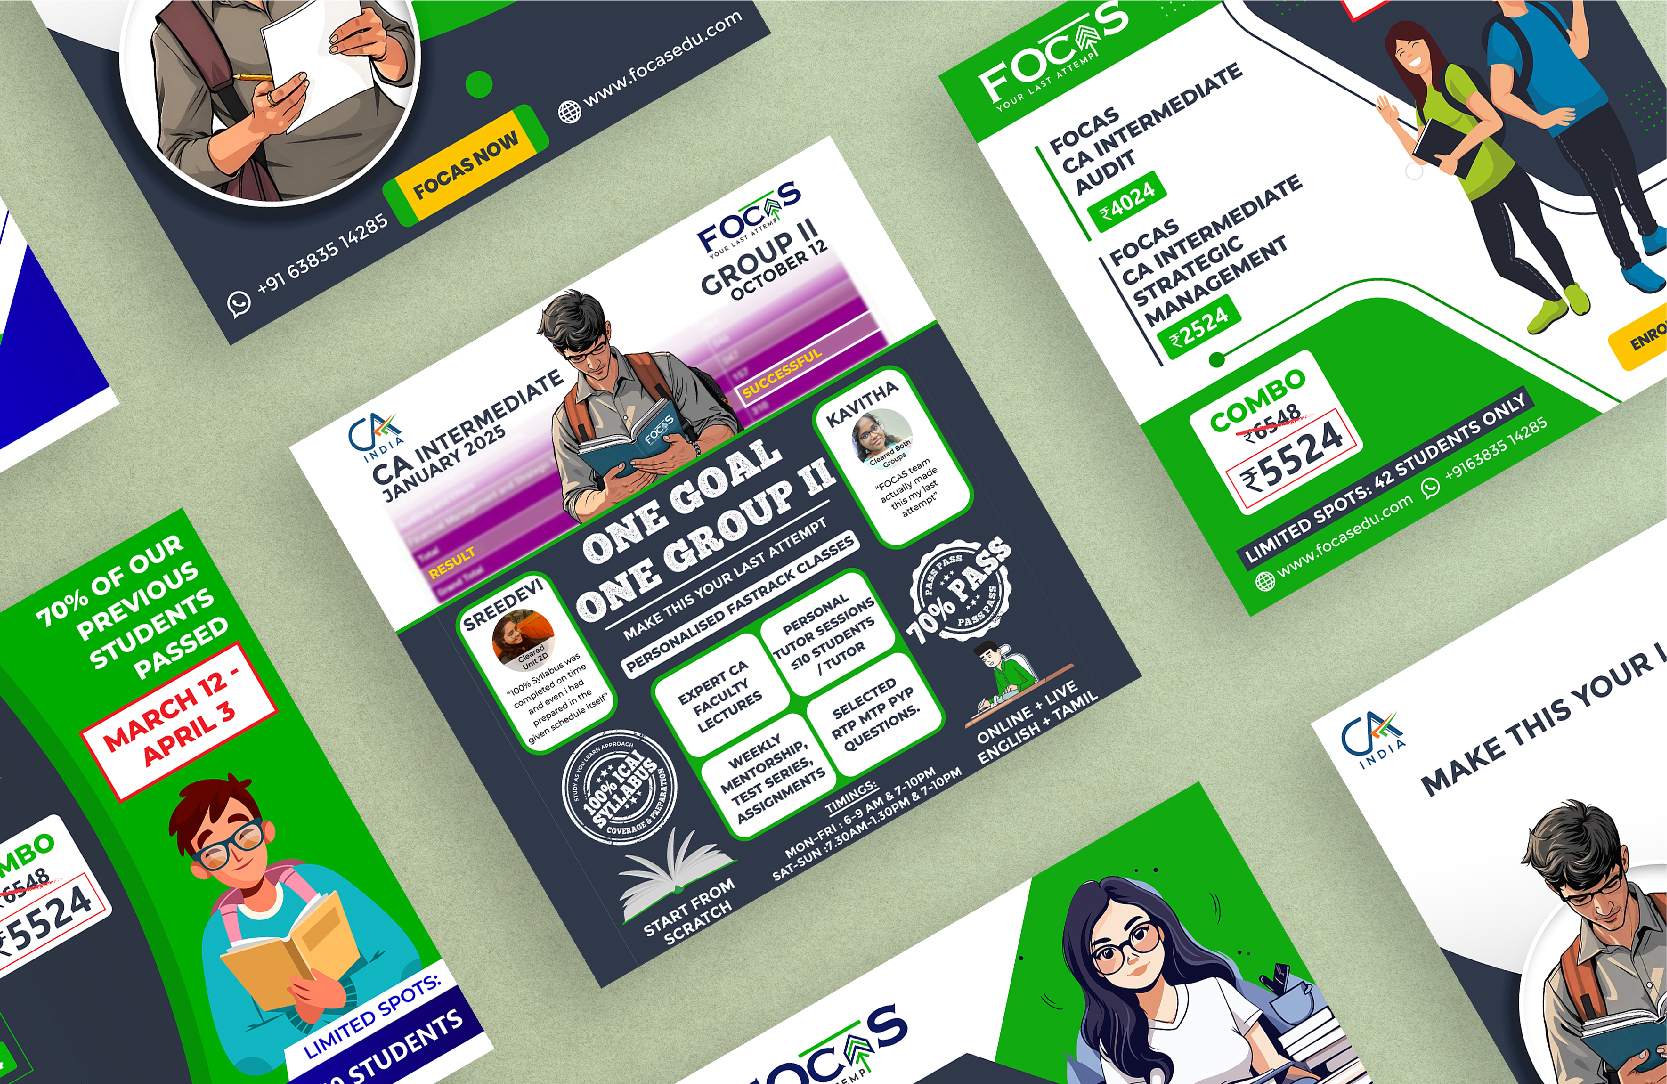 www.focasedu.com
FOCAS NOW
+91 63835 14285
FOCAS
YOUR LAST ATTEMPT
FOCAS
CA INTERMEDIATE
AUDIT
₹4024
FOCAS
CA INTERMEDIATE
STRATEGIC
MANAGEMENT
₹2524
COMBO
₹6548
₹5524
LIMITED SPOTS: 42 STUDENTS ONLY
www.focasedu.com
+9163835 14285
FOCAS
YOUR LAST ATTEMPT
GROUP II
OCTOBER 12
CA
INDIA
CA INTERMEDIATE
JANUARY 2025
SUCCESSFUL
RESULT
Total
Grand Total
FOCAS
ONE GOAL
ONE GROUP II
MAKE THIS YOUR LAST ATTEMPT
PERSONALISED FASTRACK CLASSES
KAVITHA
Cleared Both
Groups
"FOCAS team
actually made
this my last
attempt"
SREEDEVI
Cleared
Unit 2D
"100% Syllabus was
completed on time
and even i had
prepared in the
given schedule itself"
EXPERT CA
FACULTY
LECTURES
PERSONAL
TUTOR SESSIONS
≤10 STUDENTS
/ TUTOR
WEEKLY
MENTORSHIP,
TEST SERIES,
ASSIGNMENTS
SELECTED
RTP MTP PYP
QUESTIONS.
PASS PASS
70% PASS
PASS PASS
STUDY AS YOU LEARN APPROACH
100% ICAI
SYLLABUS
COVERAGE & PREPARATION
ONLINE + LIVE
ENGLISH + TAMIL
START FROM
SCRATCH
TIMINGS:
MON-FRI : 6-9 AM & 7-10PM
SAT-SUN :7.30AM-1.30PM & 7-10PM
70% OF OUR
PREVIOUS
STUDENTS
PASSED
MARCH 12 -
APRIL 3
₹5524
LIMITED SPOTS:
STUDENTS
CA
INDIA
MAKE THIS YOUR